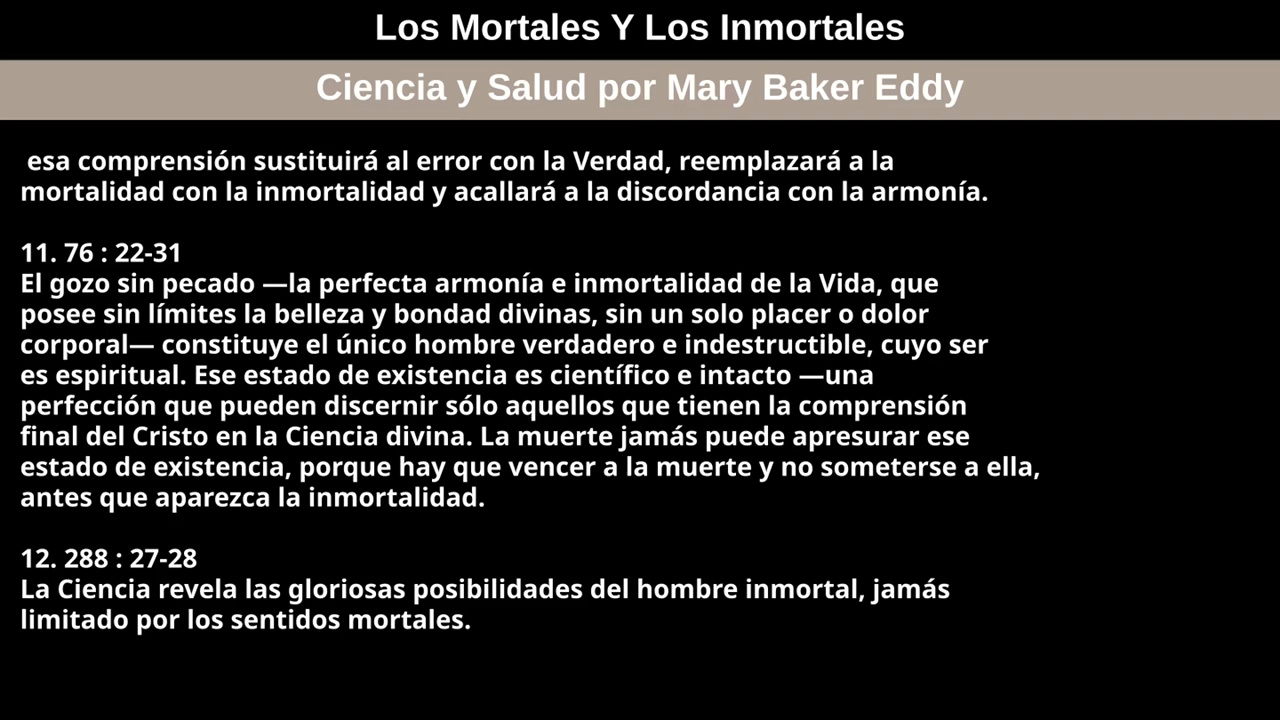 Los Mortales Y Los Inmortales
Ciencia y Salud por Mary Baker Eddy
esa comprensión sustituirá al error con la Verdad, reemplazará a la
mortalidad con la inmortalidad y acallará a la discordancia con la armonía.
11. 76 : 22-31
El gozo sin pecado —la perfecta armonía e inmortalidad de la Vida, que
posee sin límites la belleza y bondad divinas, sin un solo placer o dolor
corporal— constituye el único hombre verdadero e indestructible, cuyo ser
es espiritual. Ese estado de existencia es científico e intacto —una
perfección que pueden discernir sólo aquellos que tienen la comprensión
final del Cristo en la Ciencia divina. La muerte jamás puede apresurar ese
estado de existencia, porque hay que vencer a la muerte y no someterse a ella,
antes que aparezca la inmortalidad.
12. 288 : 27-28
La Ciencia revela las gloriosas posibilidades del hombre inmortal, jamás
limitado por los sentidos mortales.